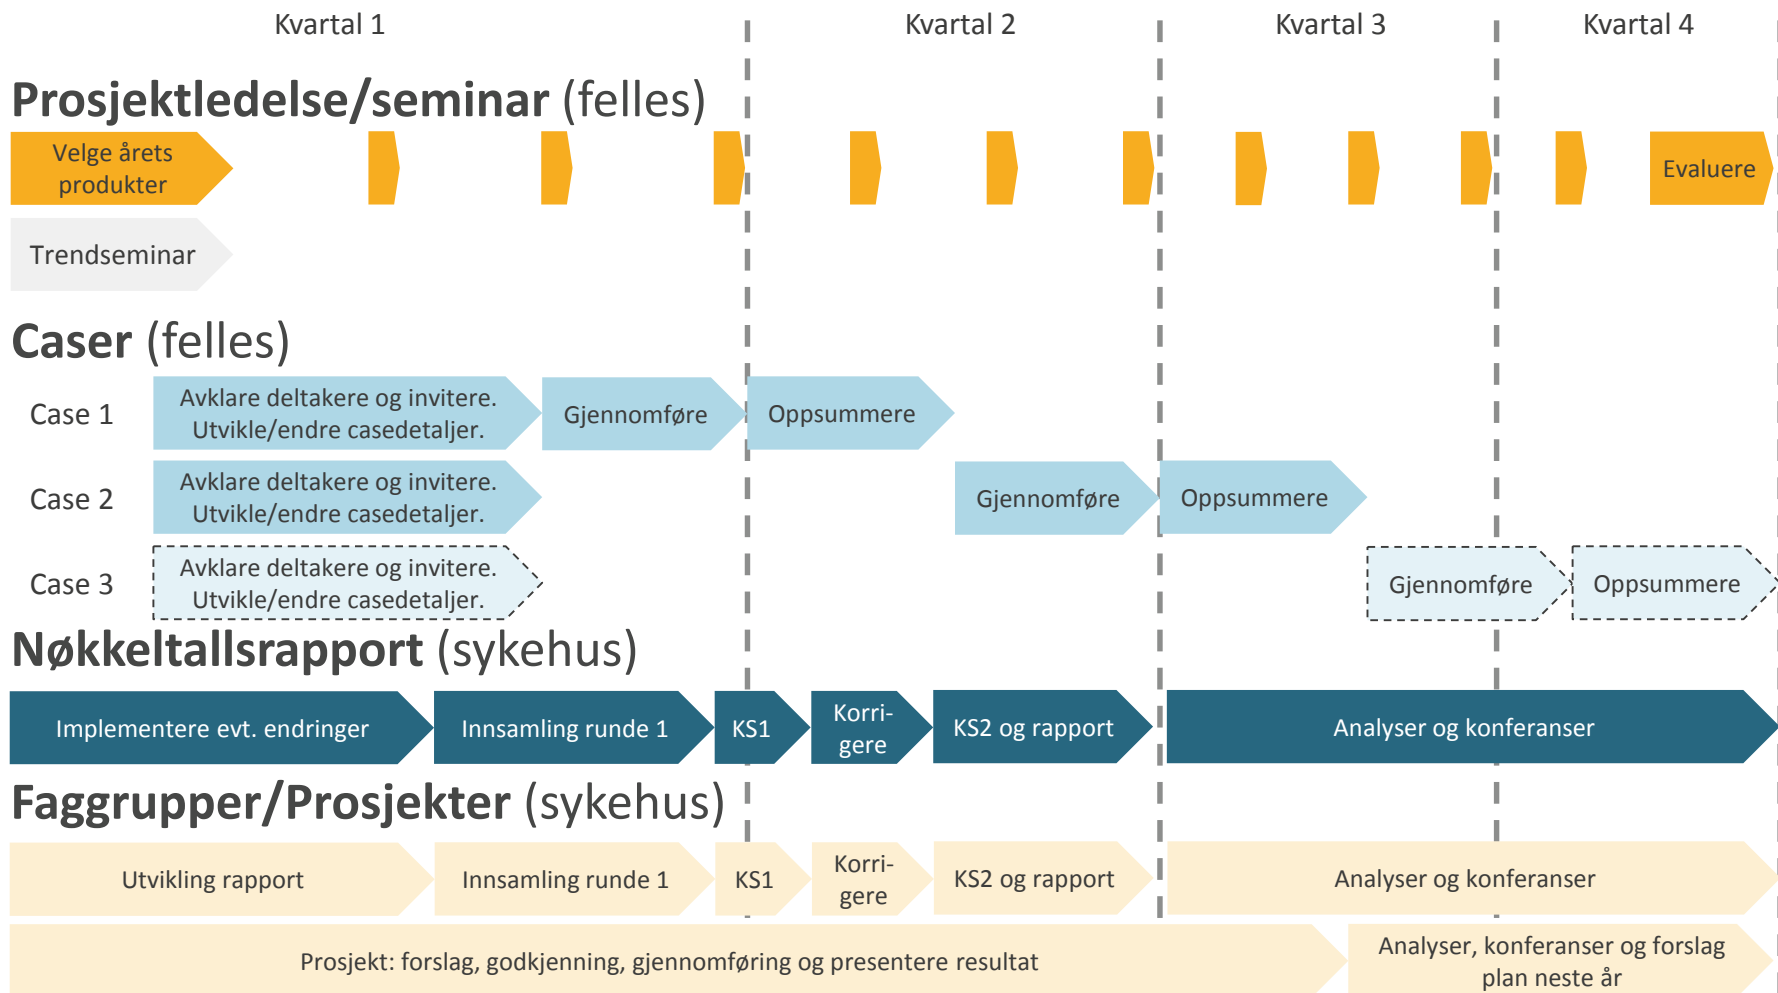 Kvartal 1
Kvartal 2
Kvartal 3
Kvartal 4
Prosjektledelse/seminar (felles)
Velge årets
produkter
Evaluere
Trendseminar
Caser (felles)
Case 1
Avklare deltakere og invitere.
Utvikle/endre casedetaljer.
Gjennomføre
Oppsummere
Case 2
Avklare deltakere og invitere.
Utvikle/endre casedetaljer.
Gjennomføre
Oppsummere
Case 3
Avklare deltakere og invitere.
Utvikle/endre casedetaljer.
Gjennomføre
Oppsummere
Nøkkeltallsrapport (sykehus)
Implementere evt. endringer
Innsamling runde 1
KS1
Korri-
gere
KS2 og rapport
Analyser og konferanser
Faggrupper/Prosjekter (sykehus)
Utvikling rapport
Innsamling runde 1
KS1
Korri-
gere
KS2 og rapport
Analyser og konferanser
Prosjekt: forslag, godkjenning, gjennomføring og presentere resultat
Analyser, konferanser og forslag
plan neste år